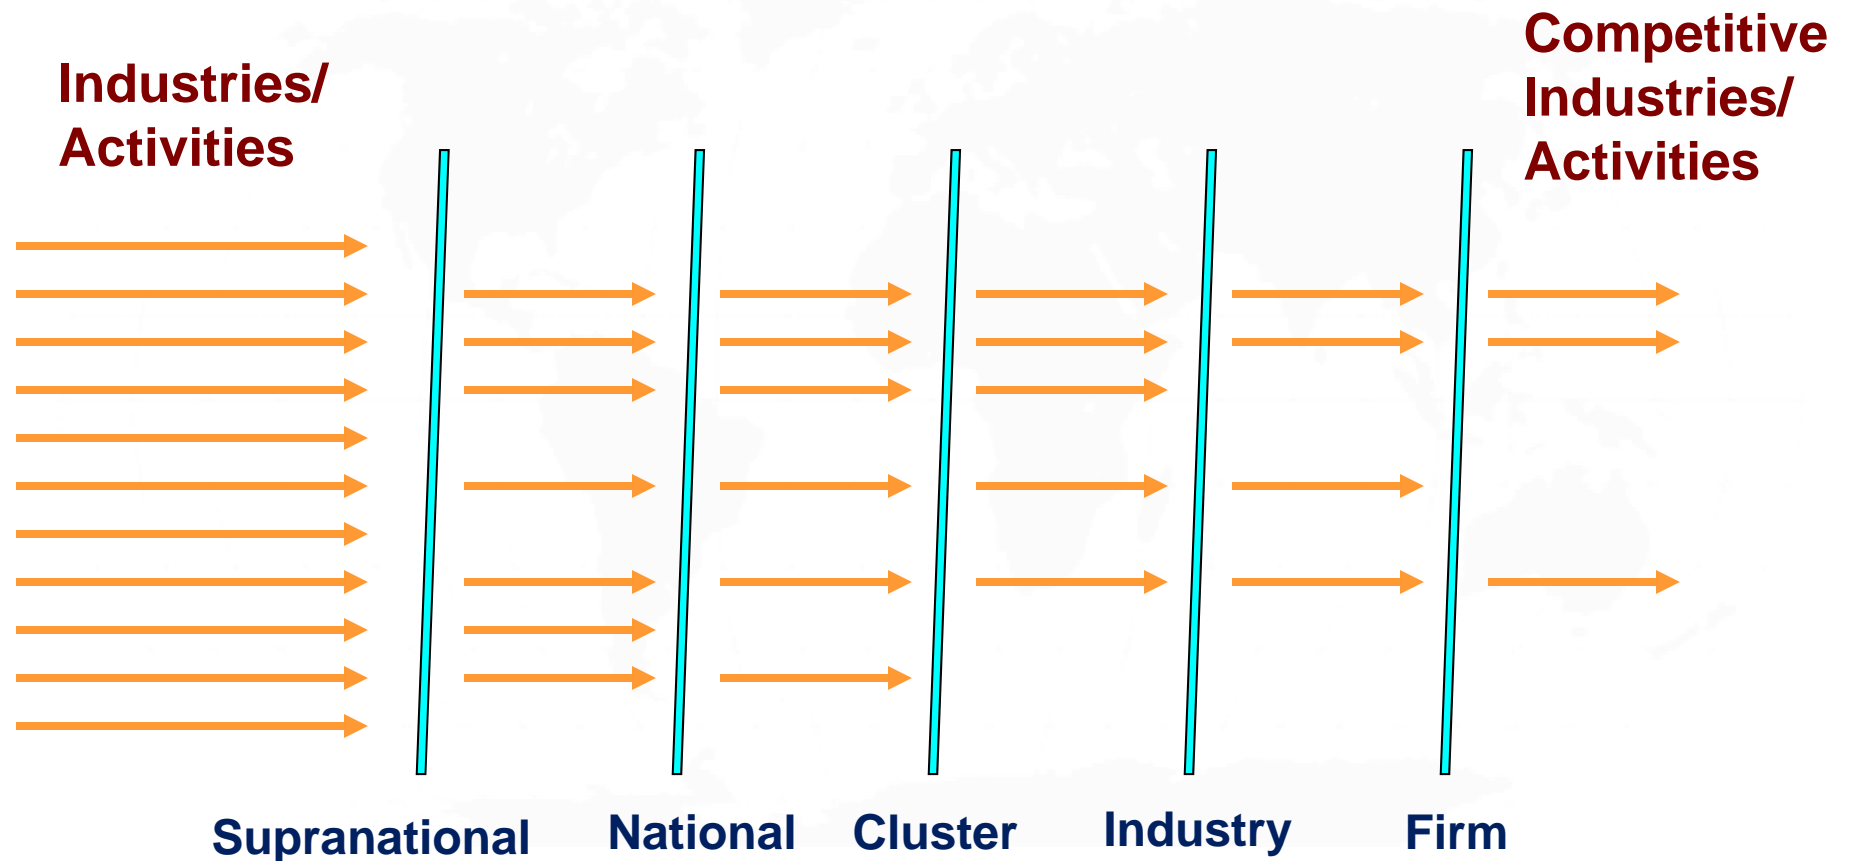 Industries/
Activities
Competitive
Industries/
Activities
Supranational
National
Cluster
Industry
Firm